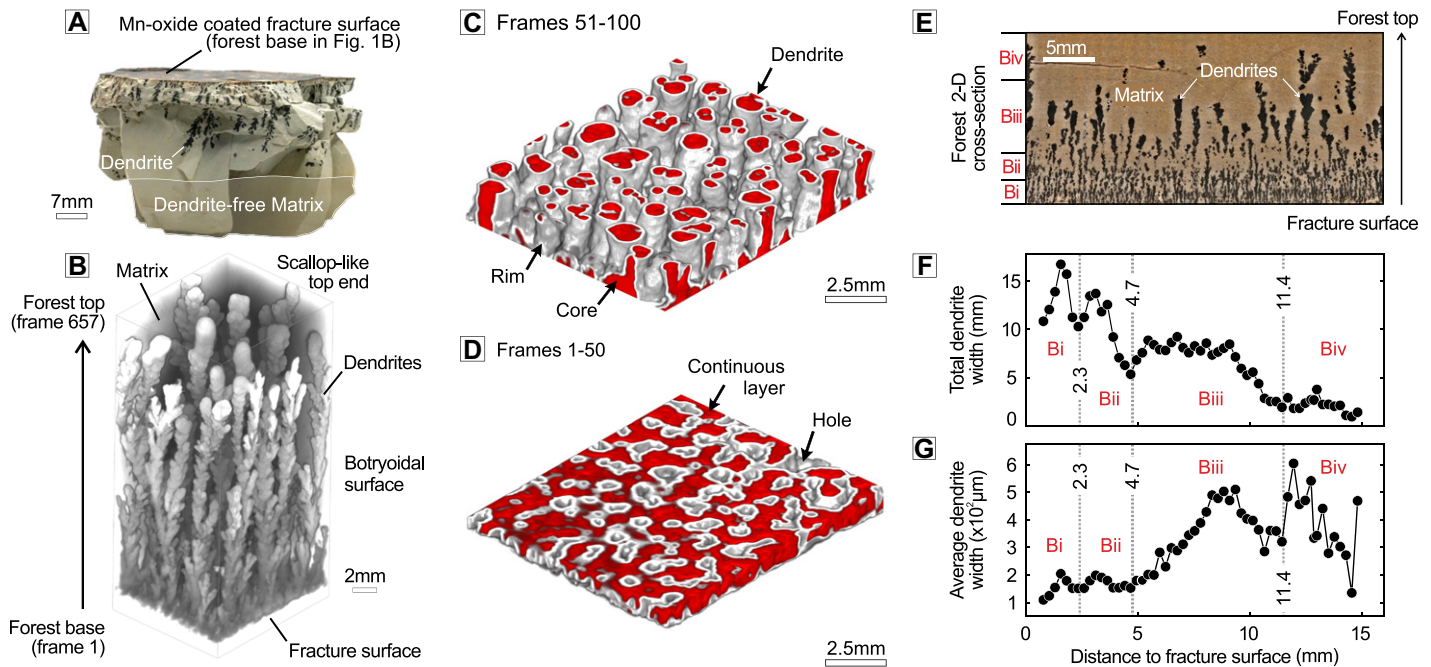 A
Mn-oxide coated fracture surface
(forest base in Fig. 1B)
Dendrite
Dendrite-free Matrix
7mm
B
Matrix
Scallop-like
top end
Forest top
(frame 657)
Dendrites
Botryoidal
surface
2mm
Forest base
(frame 1)
Fracture surface
C Frames 51-100
Dendrite
Rim
Core
2.5mm
D Frames 1-50
Continuous
layer
Hole
2.5mm
E
Forest top
Fracture surface
Forest 2-D
cross-section
Biv
Biii
Bii
Bi
5mm
Matrix
Dendrites
F
Total dendrite
width (mm)
15
10
5
0
Bi
2.3
Bii
4.7
Biii
11.4
Biv
G
Average dendrite
width (x10²µm)
6
5
4
3
2
1
Bi
2.3
Bii
4.7
Biii
11.4
Biv
0 5 10 15
Distance to fracture surface (mm)